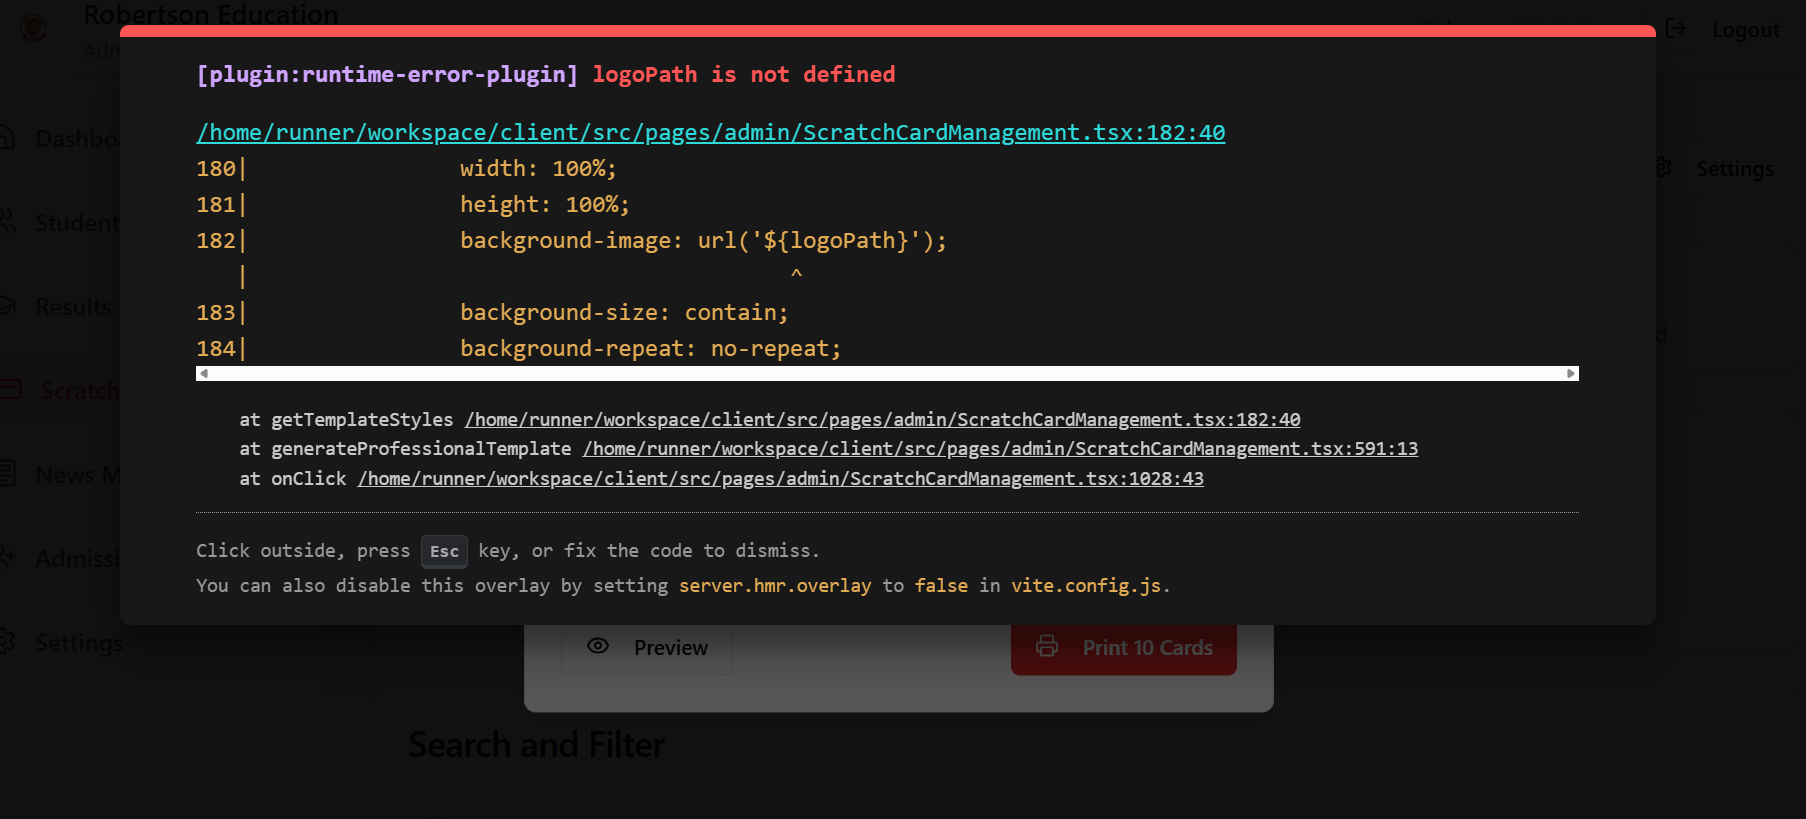 Robertson Education
Logout
[plugin:runtime-error-plugin] logoPath is not defined
/home/runner/workspace/client/src/pages/admin/ScratchCardManagement.tsx:182:40
180| width: 100%;
181| height: 100%;
182| background-image: url('${logoPath}');
| ^
183| background-size: contain;
184| background-repeat: no-repeat;
at getTemplateStyles /home/runner/workspace/client/src/pages/admin/ScratchCardManagement.tsx:182:40
at generateProfessionalTemplate /home/runner/workspace/client/src/pages/admin/ScratchCardManagement.tsx:591:13
at onClick /home/runner/workspace/client/src/pages/admin/ScratchCardManagement.tsx:1028:43
Click outside, press Esc key, or fix the code to dismiss.
You can also disable this overlay by setting server.hmr.overlay to false in vite.config.js.
Adm
Dashbo
Student
Results
Scratch
News M
Admissi
Settings
Settings
d
Preview
Print 10 Cards
Search and Filter